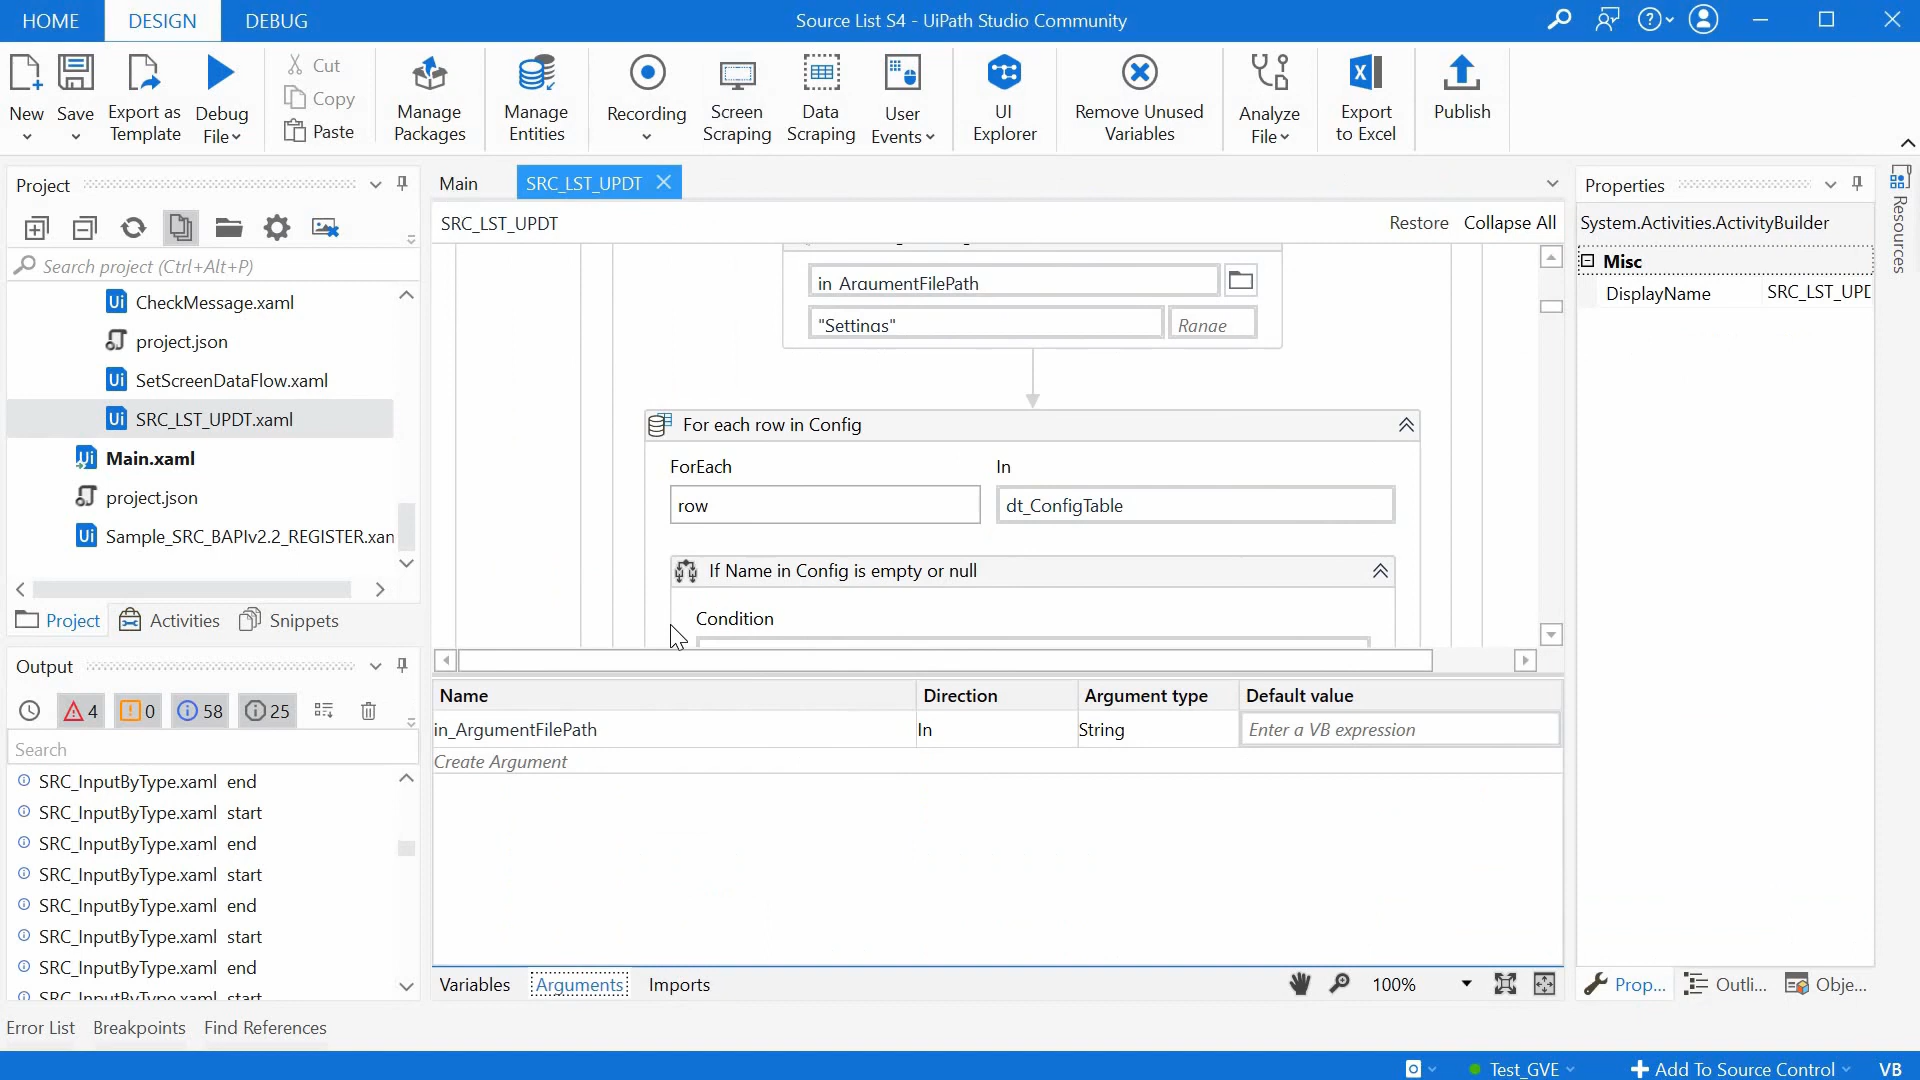 HOME DESIGN DEBUG Source List S4 - UiPath Studio Community
New Save Export as Template Debug File
Cut
Copy
Paste
Manage Packages
Manage Entities
Recording
Screen Scraping
Data Scraping
User Events
UI Explorer
Remove Unused Variables
Analyze File
Export to Excel
Publish
Project
Search project (Ctrl+Alt+P)
CheckMessage.xaml
project.json
SetScreenDataFlow.xaml
SRC_LST_UPDT.xaml
Main.xaml
project.json
Sample_SRC_BAPIv2.2_REGISTER.xan
Project Activities Snippets
Output
4 0 58 25
Search
SRC_InputByType.xaml end
SRC_InputByType.xaml start
SRC_InputByType.xaml end
SRC_InputByType.xaml start
SRC_InputByType.xaml end
SRC_InputByType.xaml start
SRC_InputByType.xaml end
SRC_InputByType.xaml start
Main SRC_LST_UPDT
SRC_LST_UPDT Restore Collapse All
in_ArgumentFilePath
"Settings" Range
For each row in Config
ForEach In
row dt_ConfigTable
If Name in Config is empty or null
Condition
Name Direction Argument type Default value
in_ArgumentFilePath In String Enter a VB expression
Create Argument
Variables Arguments Imports 100%
Properties
System.Activities.ActivityBuilder
Misc
DisplayName SRC_LST_UPD
Resources
Prop... Outli... Obje...
Error List Breakpoints Find References
Test_GVE Add To Source Control VB